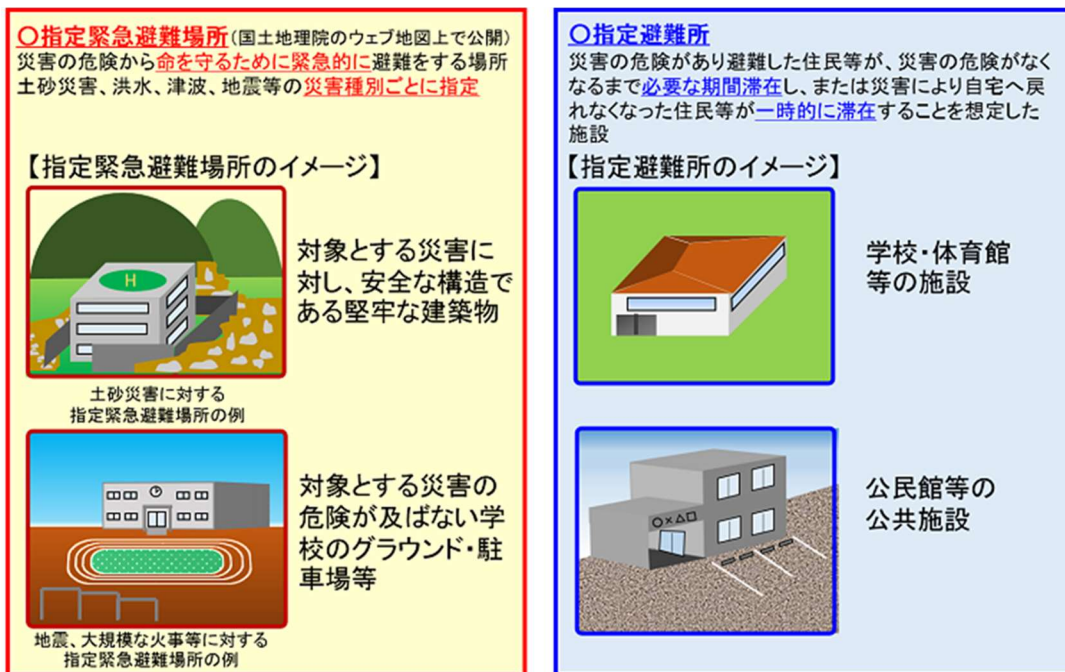 〇指定緊急避難場所(国土地理院のウェブ地図上で公開)
災害の危険から命を守るために緊急的に避難をする場所
土砂災害、洪水、津波、地震等の災害種別ごとに指定
【指定緊急避難場所のイメージ】
H
対象とする災害に
対し、安全な構造で
ある堅牢な建築物
土砂災害に対する
指定緊急避難場所の例
対象とする災害の
危険が及ばない学
校のグラウンド・駐
車場等
地震、大規模な火事等に対する
指定緊急避難場所の例
〇指定避難所
災害の危険があり避難した住民等が、災害の危険がなく
なるまで必要な期間滞在し、または災害により自宅へ戻
れなくなった住民等が一時的に滞在することを想定した
施設
【指定避難所のイメージ】
学校・体育館
等の施設
〇×△□
公民館等の
公共施設